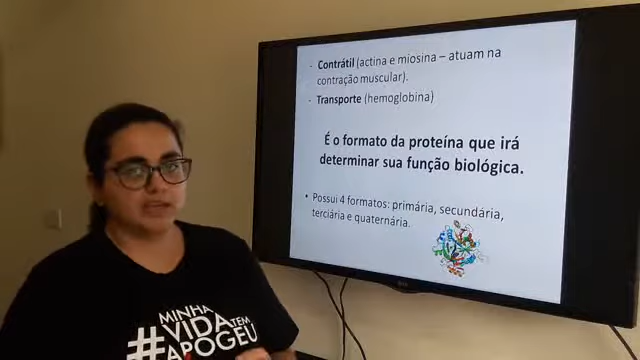 - Contrátil (actina e miosina – atuam na
contração muscular).
- Transporte (hemoglobina)
É o formato da proteína que irá
determinar sua função biológica.
• Possui 4 formatos: primária, secundária,
terciária e quaternária.
MINHA
#VIDA TEM
APOGEU